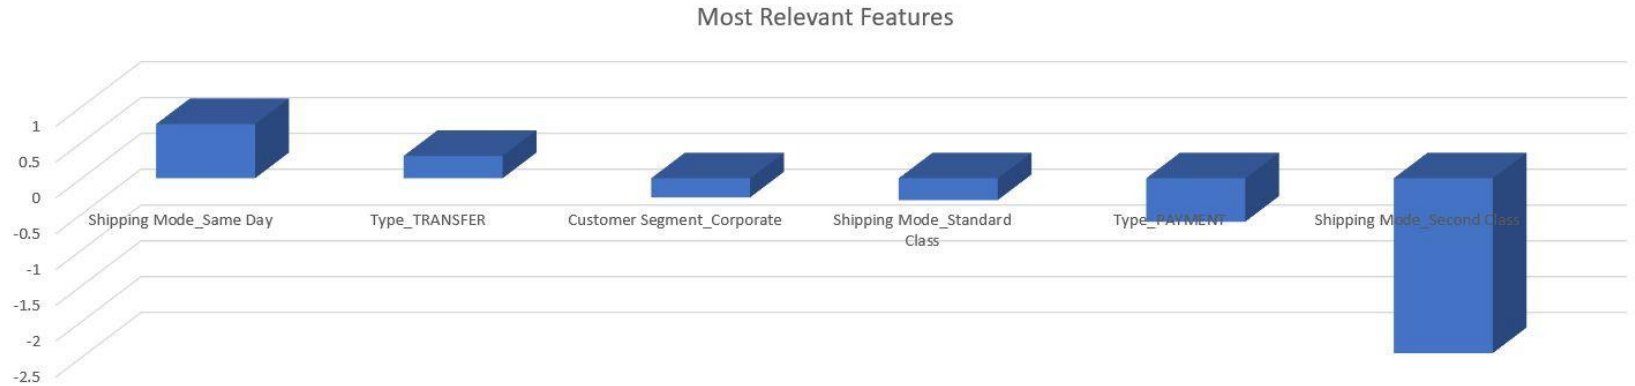 Most Relevant Features
1
0.5
0
-0.5
-1
-1.5
-2
-2.5
Shipping Mode_Same Day
Type_TRANSFER
Customer Segment_Corporate
Shipping Mode_Standard
Class
Type_PAYMENT
Shipping Mode_Second Class